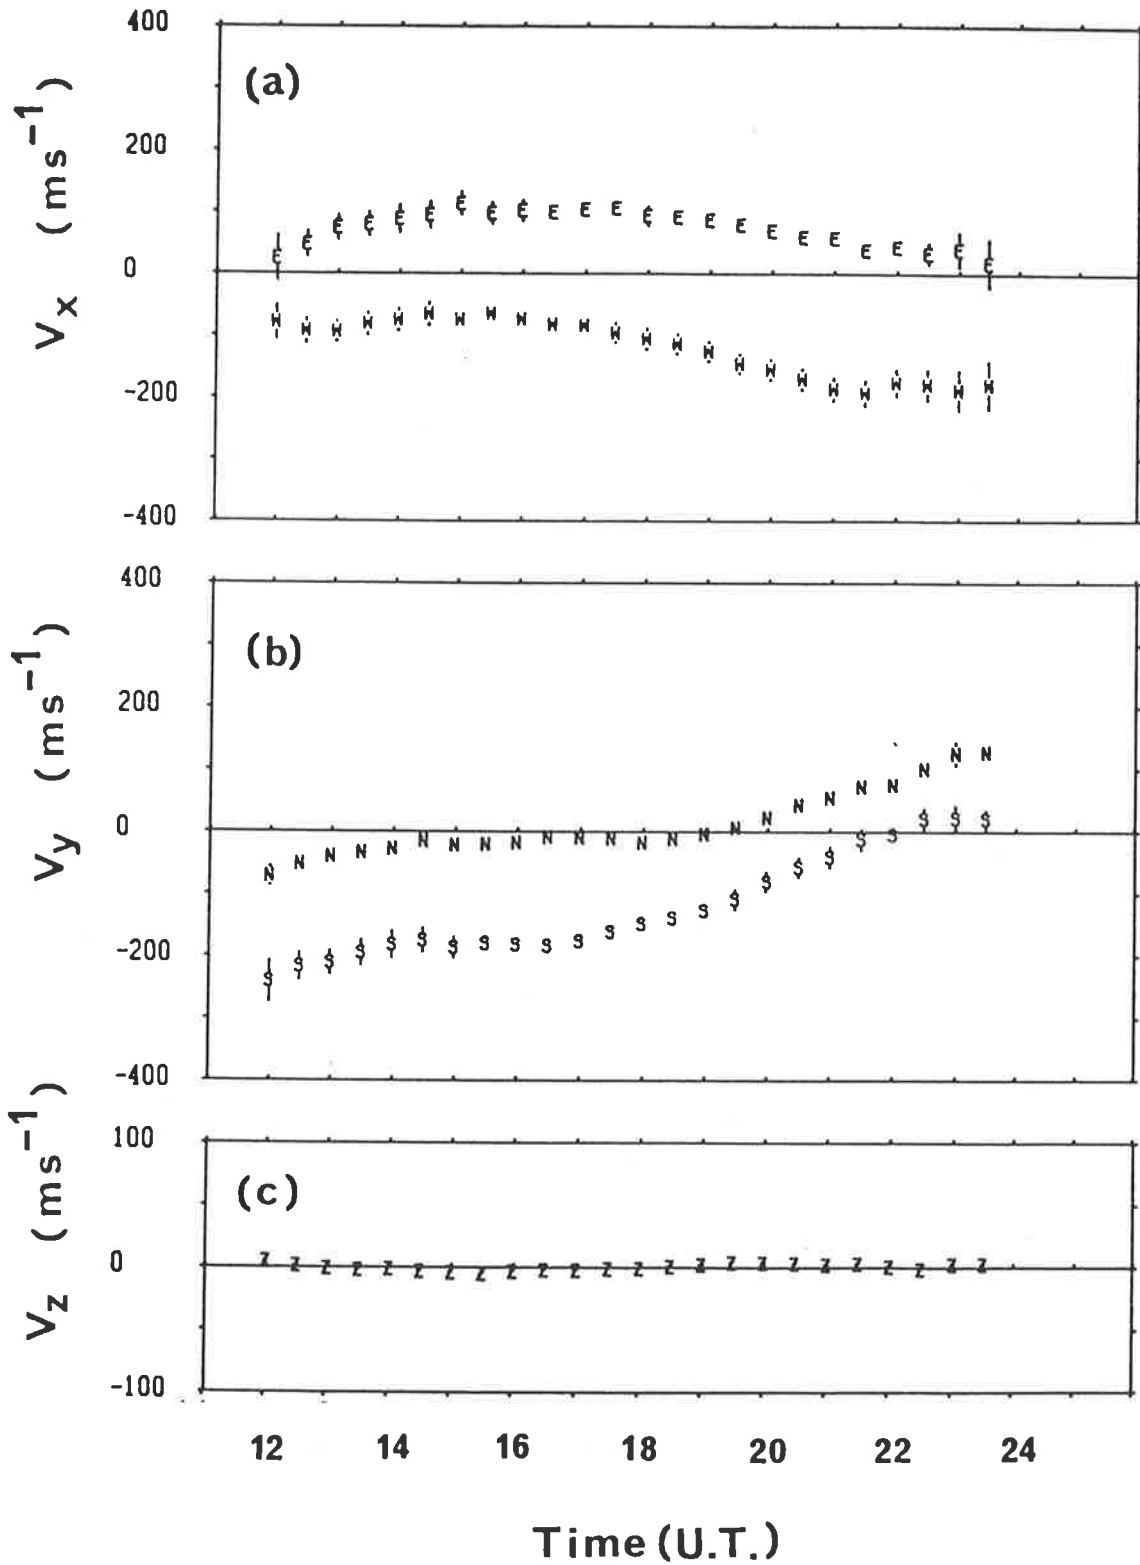 400
(a)
200
0
-200
-400
Vx (ms⁻¹)
E E E E E E E E E E E E E E E E E E E E E E E E
W W W W W W W W W W W W W W W W W W W W W W W W
400
(b)
200
0
-200
-400
Vy (ms⁻¹)
N N N N N N N N N N N N N N N N N N N N N N N N
S S S S S S S S S S S S S S S S S S S S S S S S
100
(c)
0
-100
Vz (ms⁻¹)
Z Z Z Z Z Z Z Z Z Z Z Z Z Z Z Z Z Z Z Z Z Z Z Z
12 14 16 18 20 22 24
Time (U.T.)